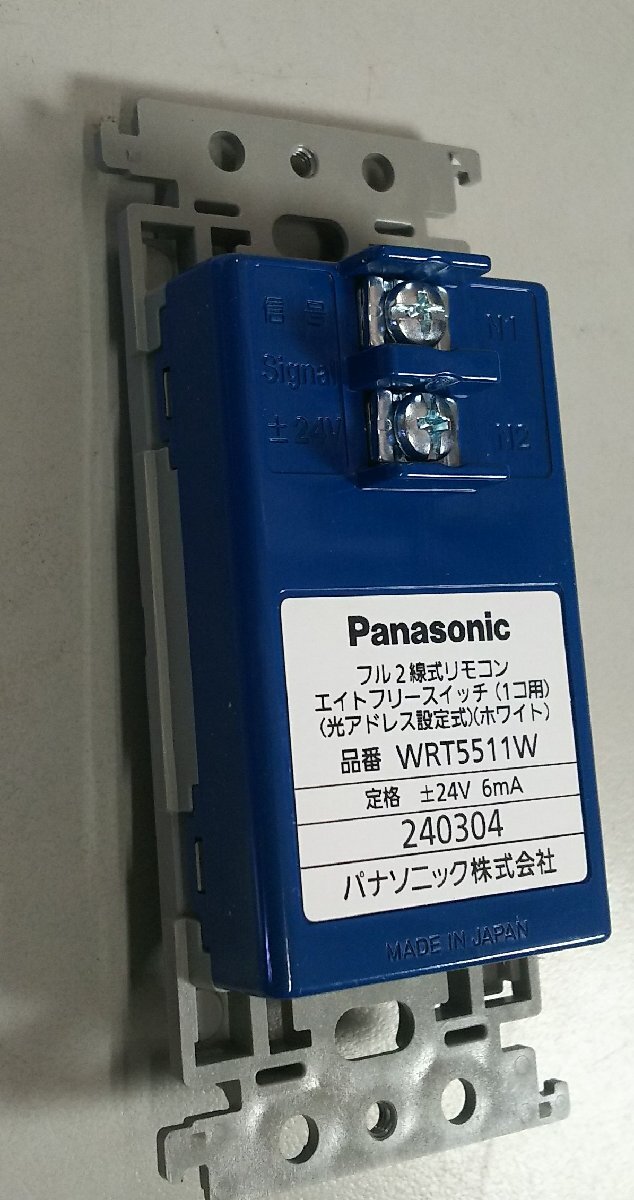 信号
N1
Signal
±24V
N2
Panasonic
フル2線式リモコン
エイトフリースイッチ(1コ用)
(光アドレス設定式)(ホワイト)
品番 WRT5511W
定格 ±24V 6mA
240304
パナソニック株式会社
MADE IN JAPAN